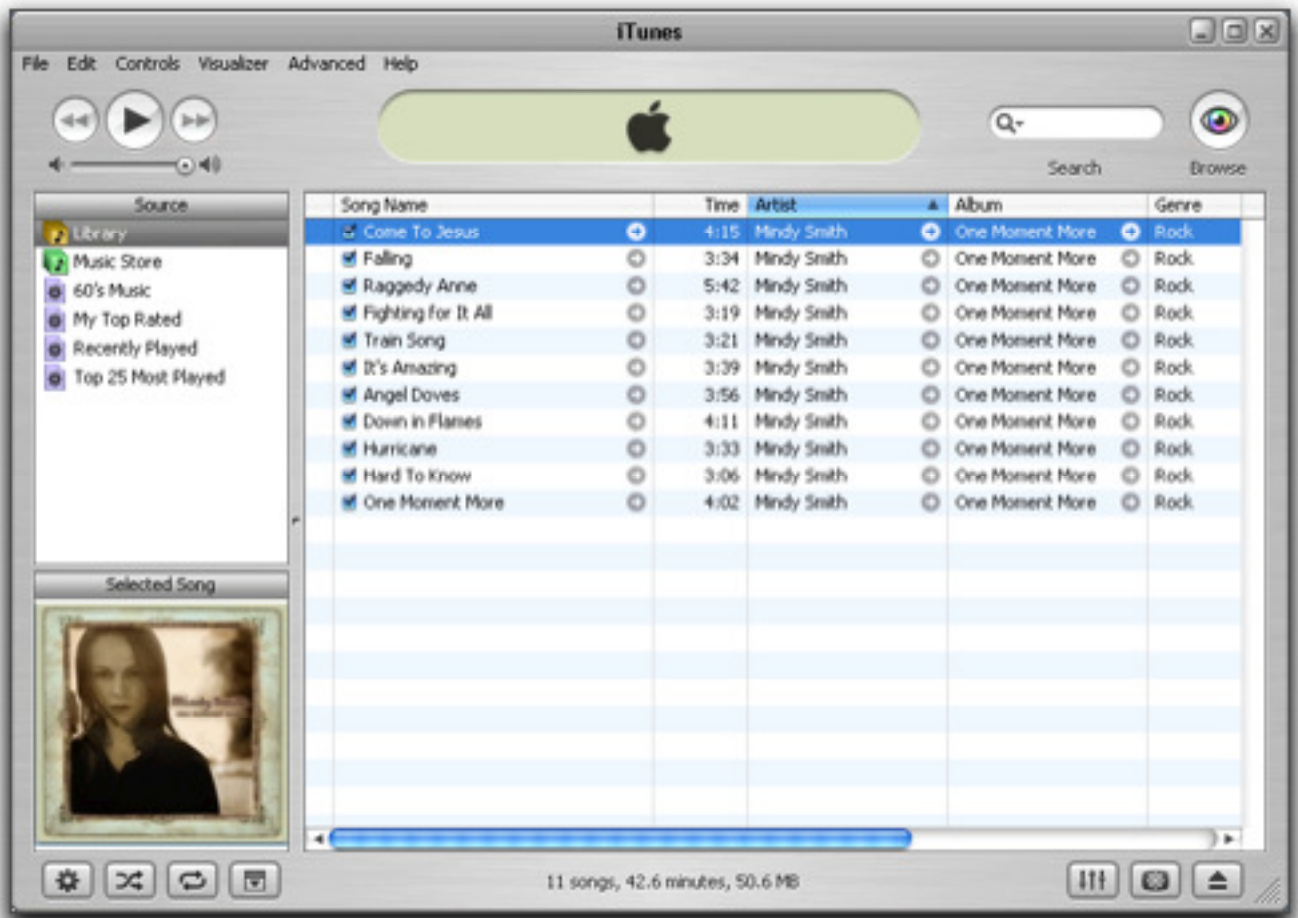 iTunes
File Edit Controls Visualizer Advanced Help
Search Browse
Source
Library
Music Store
60's Music
My Top Rated
Recently Played
Top 25 Most Played
Selected Song
Mindy Smith
Song Name Time Artist Album Genre
Come To Jesus 4:15 Mindy Smith One Moment More Rock
Falling 3:34 Mindy Smith One Moment More Rock
Raggedy Anne 5:42 Mindy Smith One Moment More Rock
Fighting for It All 3:19 Mindy Smith One Moment More Rock
Train Song 3:21 Mindy Smith One Moment More Rock
It's Amazing 3:39 Mindy Smith One Moment More Rock
Angel Doves 3:56 Mindy Smith One Moment More Rock
Down in Flames 4:11 Mindy Smith One Moment More Rock
Hurricane 3:33 Mindy Smith One Moment More Rock
Hard To Know 3:06 Mindy Smith One Moment More Rock
One Moment More 4:02 Mindy Smith One Moment More Rock
11 songs, 42.6 minutes, 50.6 MB